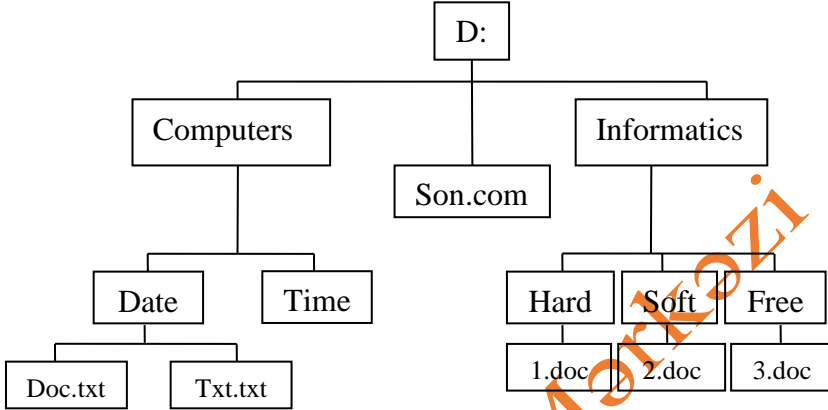 D:
Computers
Informatics
Son.com
Date
Time
Hard
Soft
Free
Doc.txt
Txt.txt
1.doc
2.doc
3.doc
Mərkəzi